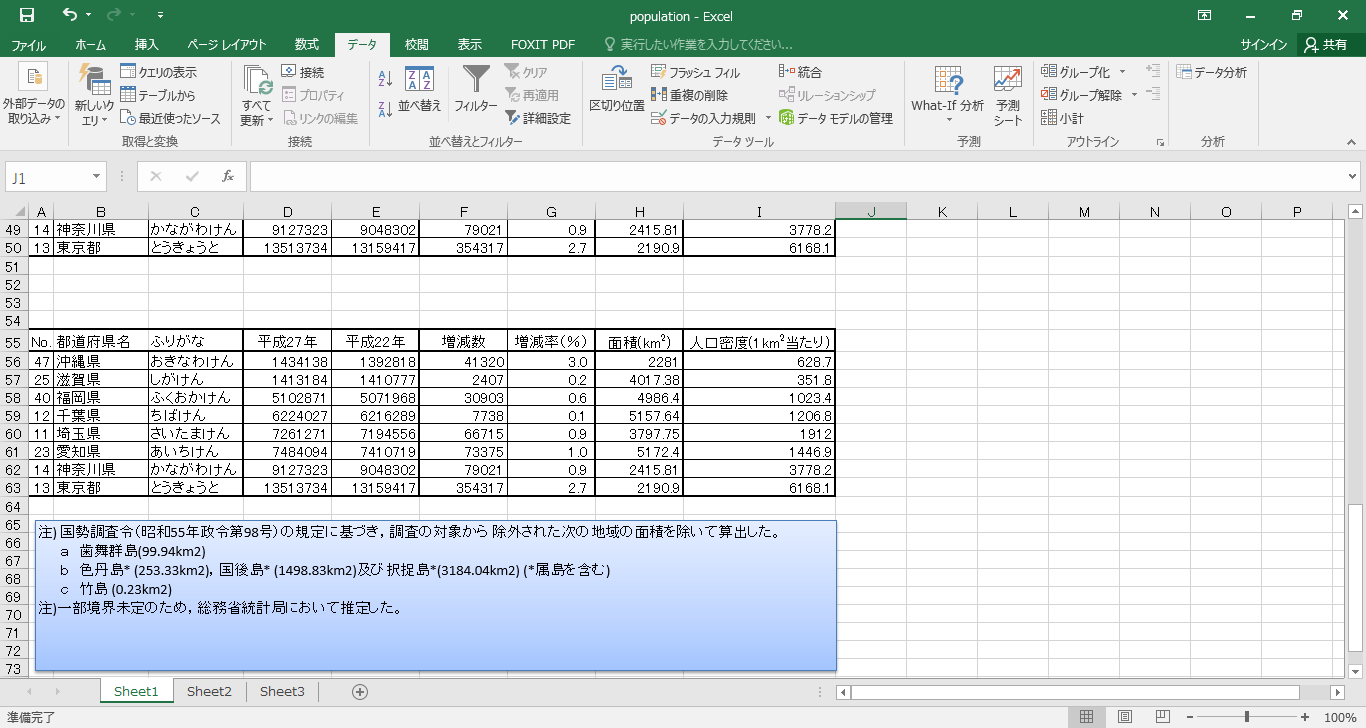 population - Excel
ファイル ホーム 挿入 ページ レイアウト 数式 データ 校閲 表示 FOXIT PDF 実行したい作業を入力してください... サインイン 共有
外部データの取り込み
新しいクエリ
クエリの表示
テーブルから
最近使ったソース
取得と変換
すべて更新
接続
プロパティ
リンクの編集
接続
並べ替え
フィルター
クリア
再適用
詳細設定
並べ替えとフィルター
区切り位置
フラッシュ フィル
重複の削除
データの入力規則
統合
リレーションシップ
データ モデルの管理
データ ツール
What-If 分析
予測シート
予測
グループ化
グループ解除
小計
アウトライン
データ分析
分析
J1 fx
A B C D E F G H I J K L M N O P
49 14 神奈川県 かながわけん 9127323 9048302 79021 0.9 2415.81 3778.2
50 13 東京都 とうきょうと 13513734 13159417 354317 2.7 2190.9 6168.1
51
52
53
54
55 No. 都道府県名 ふりがな 平成27年 平成22年 増減数 増減率(%) 面積(km²) 人口密度(1km²当たり)
56 47 沖縄県 おきなわけん 1434138 1392818 41320 3.0 2281 628.7
57 25 滋賀県 しがけん 1413184 1410777 2407 0.2 4017.38 351.8
58 40 福岡県 ふくおかけん 5102871 5071968 30903 0.6 4986.4 1023.4
59 12 千葉県 ちばけん 6224027 6216289 7738 0.1 5157.64 1206.8
60 11 埼玉県 さいたまけん 7261271 7194556 66715 0.9 3797.75 1912
61 23 愛知県 あいちけん 7484094 7410719 73375 1.0 5172.4 1446.9
62 14 神奈川県 かながわけん 9127323 9048302 79021 0.9 2415.81 3778.2
63 13 東京都 とうきょうと 13513734 13159417 354317 2.7 2190.9 6168.1
64
65
66
67
68
69
70
71
72
73
注) 国勢調査令(昭和55年政令第98号)の規定に基づき, 調査の対象から 除外された次の地域の面積を除いて算出した。
a 歯舞群島(99.94km2)
b 色丹島* (253.33km2), 国後島* (1498.83km2)及び 択捉島*(3184.04km2) (*属島を含む)
c 竹島 (0.23km2)
注)一部境界未定のため, 総務省統計局において推定した。
Sheet1 Sheet2 Sheet3
準備完了 100%